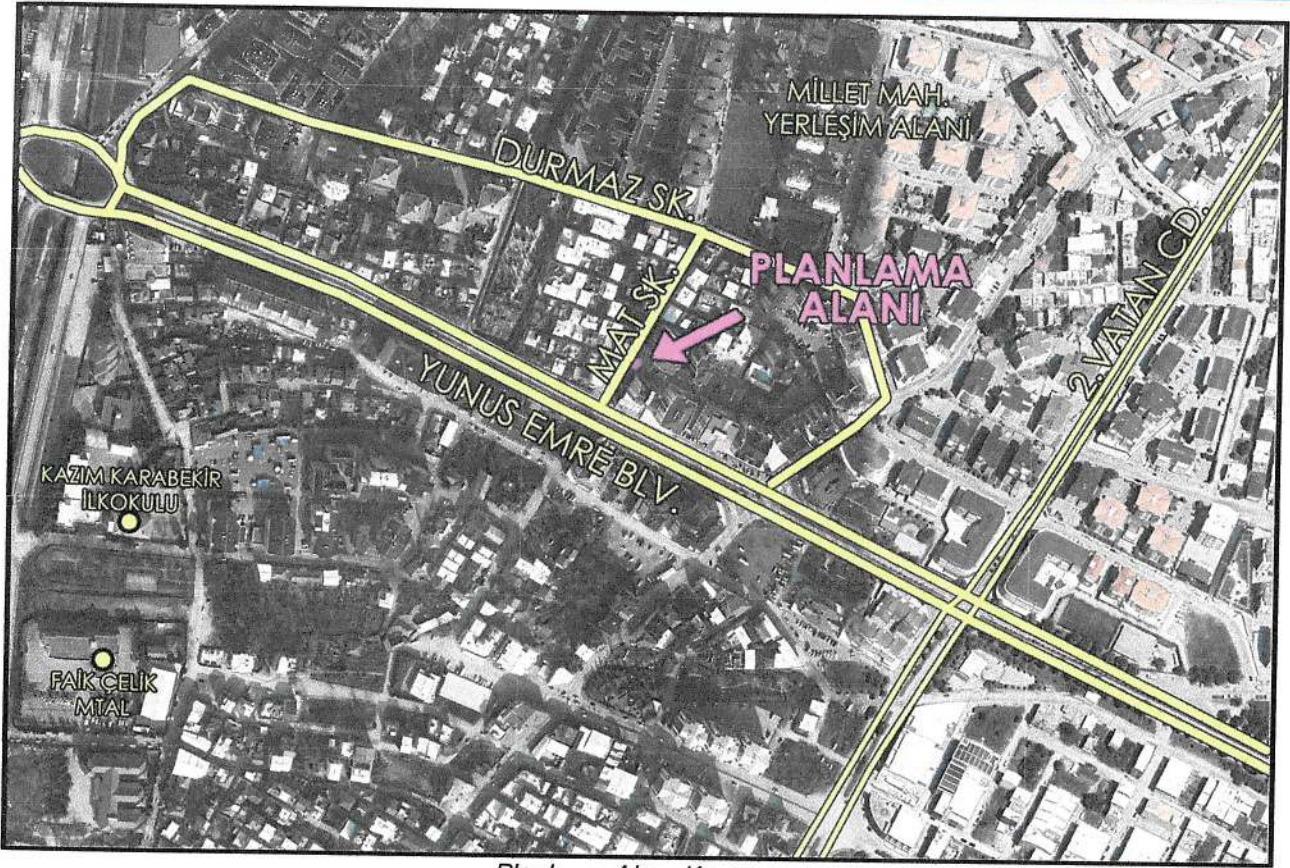 MİLLET MAH.
YERLEŞİM ALANİ
DURMAZ SK.
2.VATAN CD.
PLANLAMA
ALANI
MAT SK.
YUNUS EMRE BLV.
KAZIM KARABEKİR
İLKOKULU
FAİK ÇELİK
MTAL